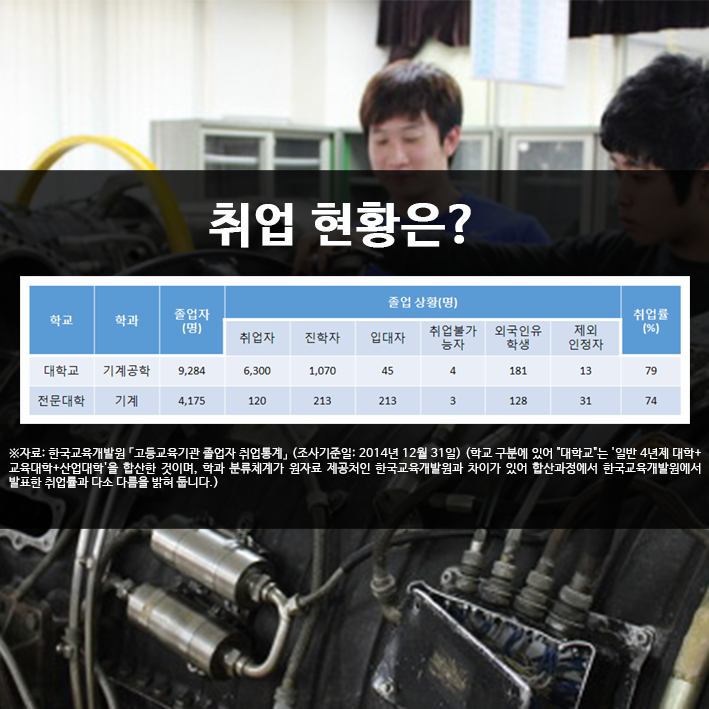 취업 현황은?
학교 학과 졸업자 (명) 졸업 상황(명) 취업률 (%)
취업자 진학자 입대자 취업불가능자 외국인유학생 제외 인정자
대학교 기계공학 9,284 6,300 1,070 45 4 181 13 79
전문대학 기계 4,175 120 213 213 3 128 31 74
※자료: 한국교육개발원 「고등교육기관 졸업자 취업통계」 (조사기준일: 2014년 12월 31일) (학교 구분에 있어 "대학교"는 '일반 4년제 대학+
교육대학+산업대학'을 합산한 것이며, 학과 분류체계가 원자료 제공처인 한국교육개발원과 차이가 있어 합산과정에서 한국교육개발원에서
발표한 취업률과 다소 다름을 밝혀 둡니다.)